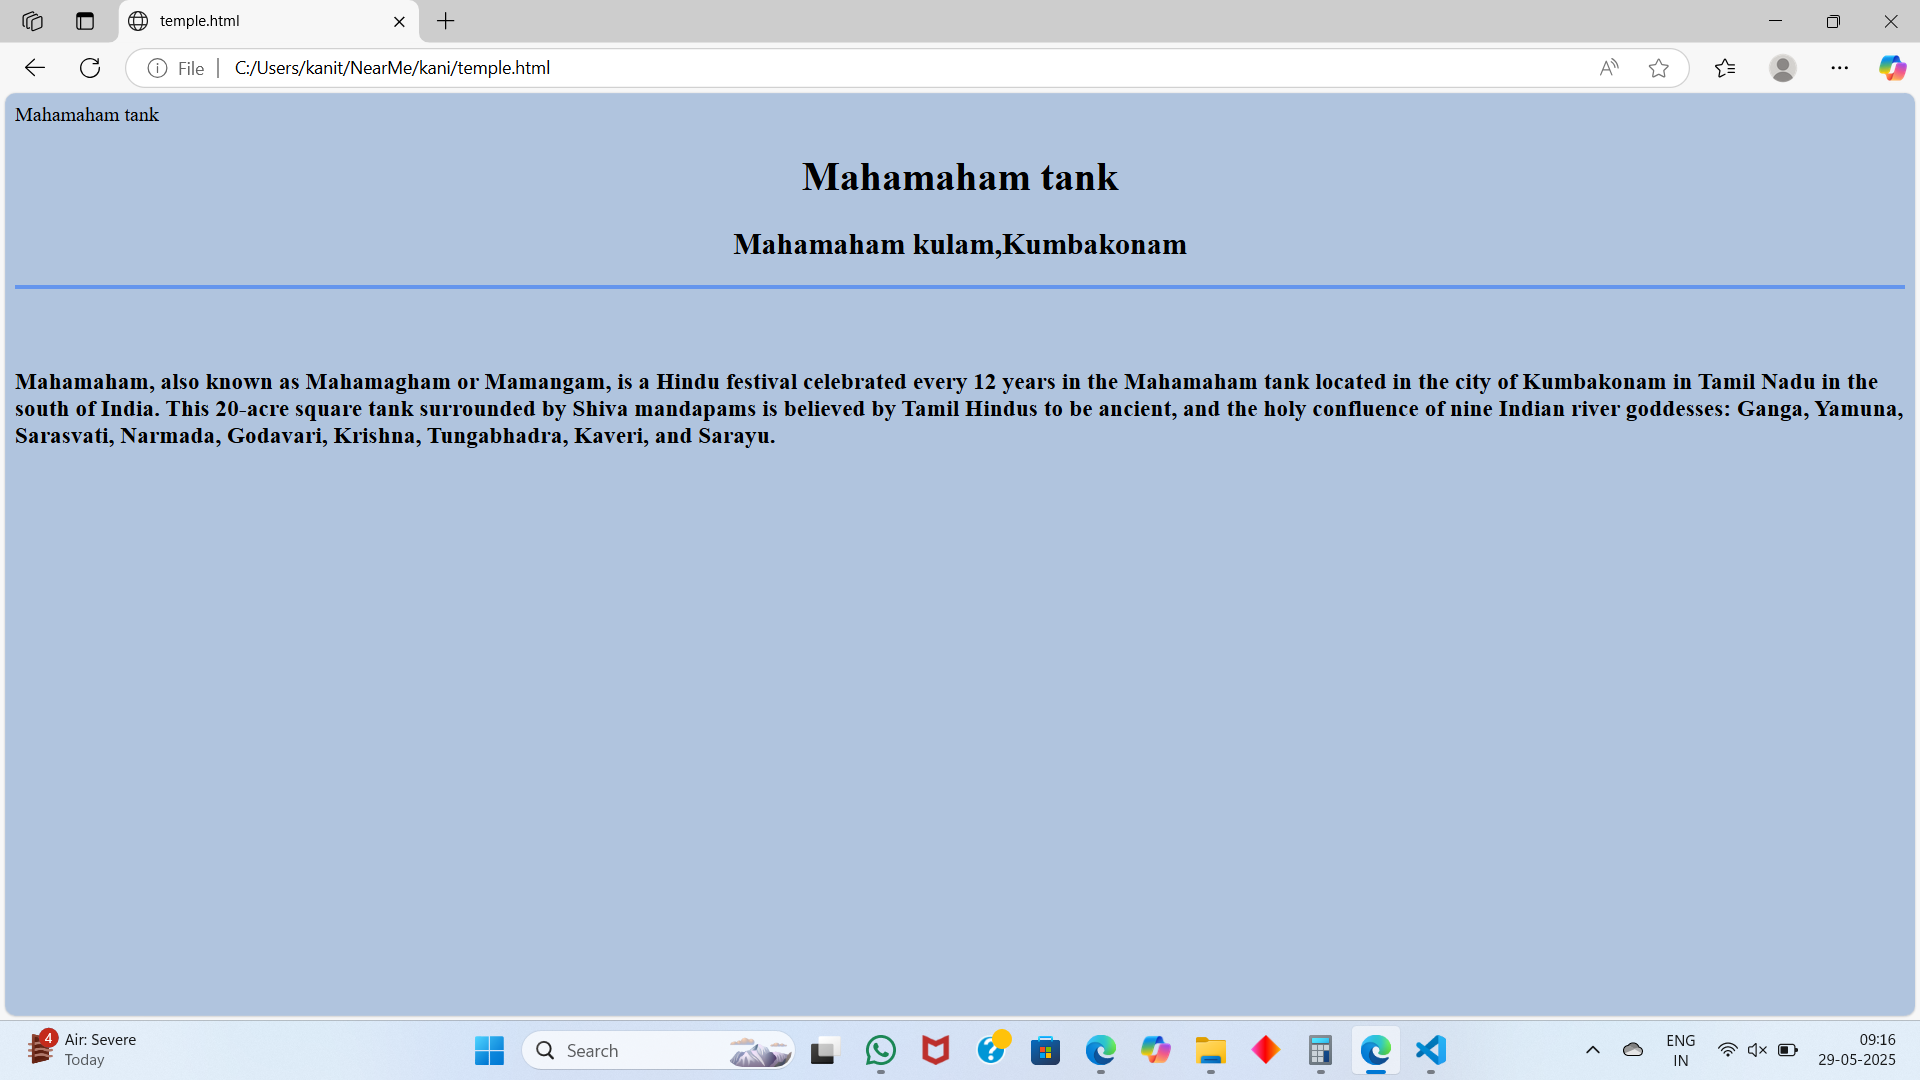 temple.html
File
C:/Users/kanit/NearMe/kani/temple.html
Mahamaham tank
Mahamaham tank
Mahamaham kulam,Kumbakonam
Mahamaham, also known as Mahamagham or Mamangam, is a Hindu festival celebrated every 12 years in the Mahamaham tank located in the city of Kumbakonam in Tamil Nadu in the
south of India. This 20-acre square tank surrounded by Shiva mandapams is believed by Tamil Hindus to be ancient, and the holy confluence of nine Indian river goddesses: Ganga, Yamuna,
Sarasvati, Narmada, Godavari, Krishna, Tungabhadra, Kaveri, and Sarayu.
4
Air: Severe
Today
Search
ENG
IN
09:16
29-05-2025